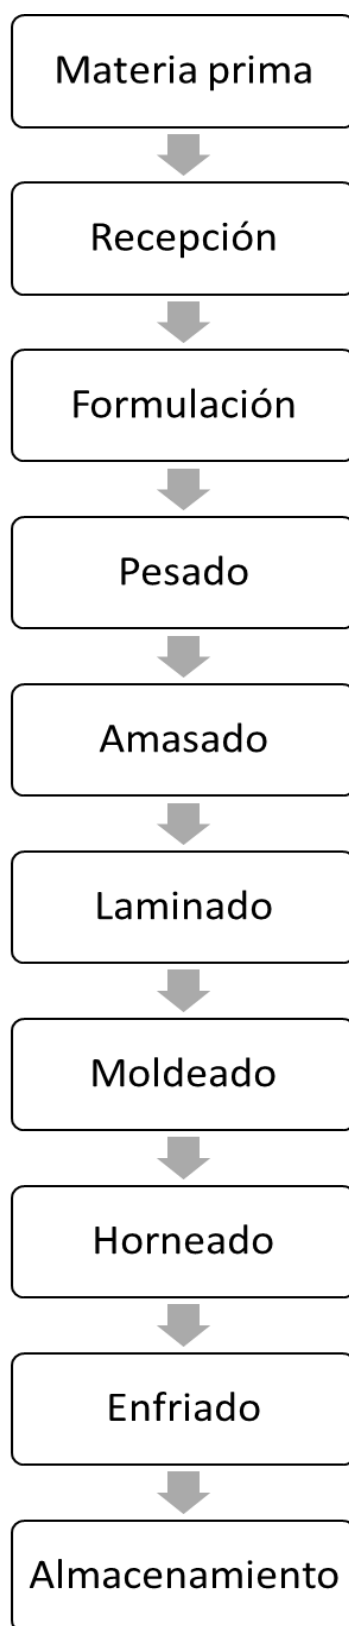 Materia prima
Recepción
Formulación
Pesado
Amasado
Laminado
Moldeado
Horneado
Enfriado
Almacenamiento